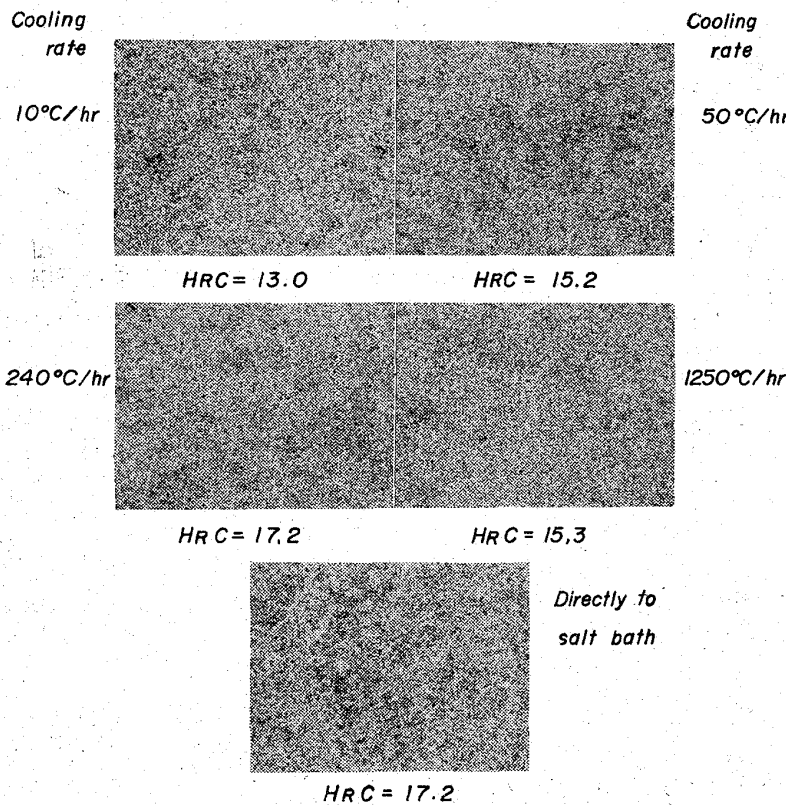 Cooling
rate
Cooling
rate
10°C/hr
50°C/hr
HRC = 13.0
HRC = 15.2
240°C/hr
1250°C/hr
HRC = 17.2
HRC = 15,3
Directly to
salt bath
HRC = 17.2